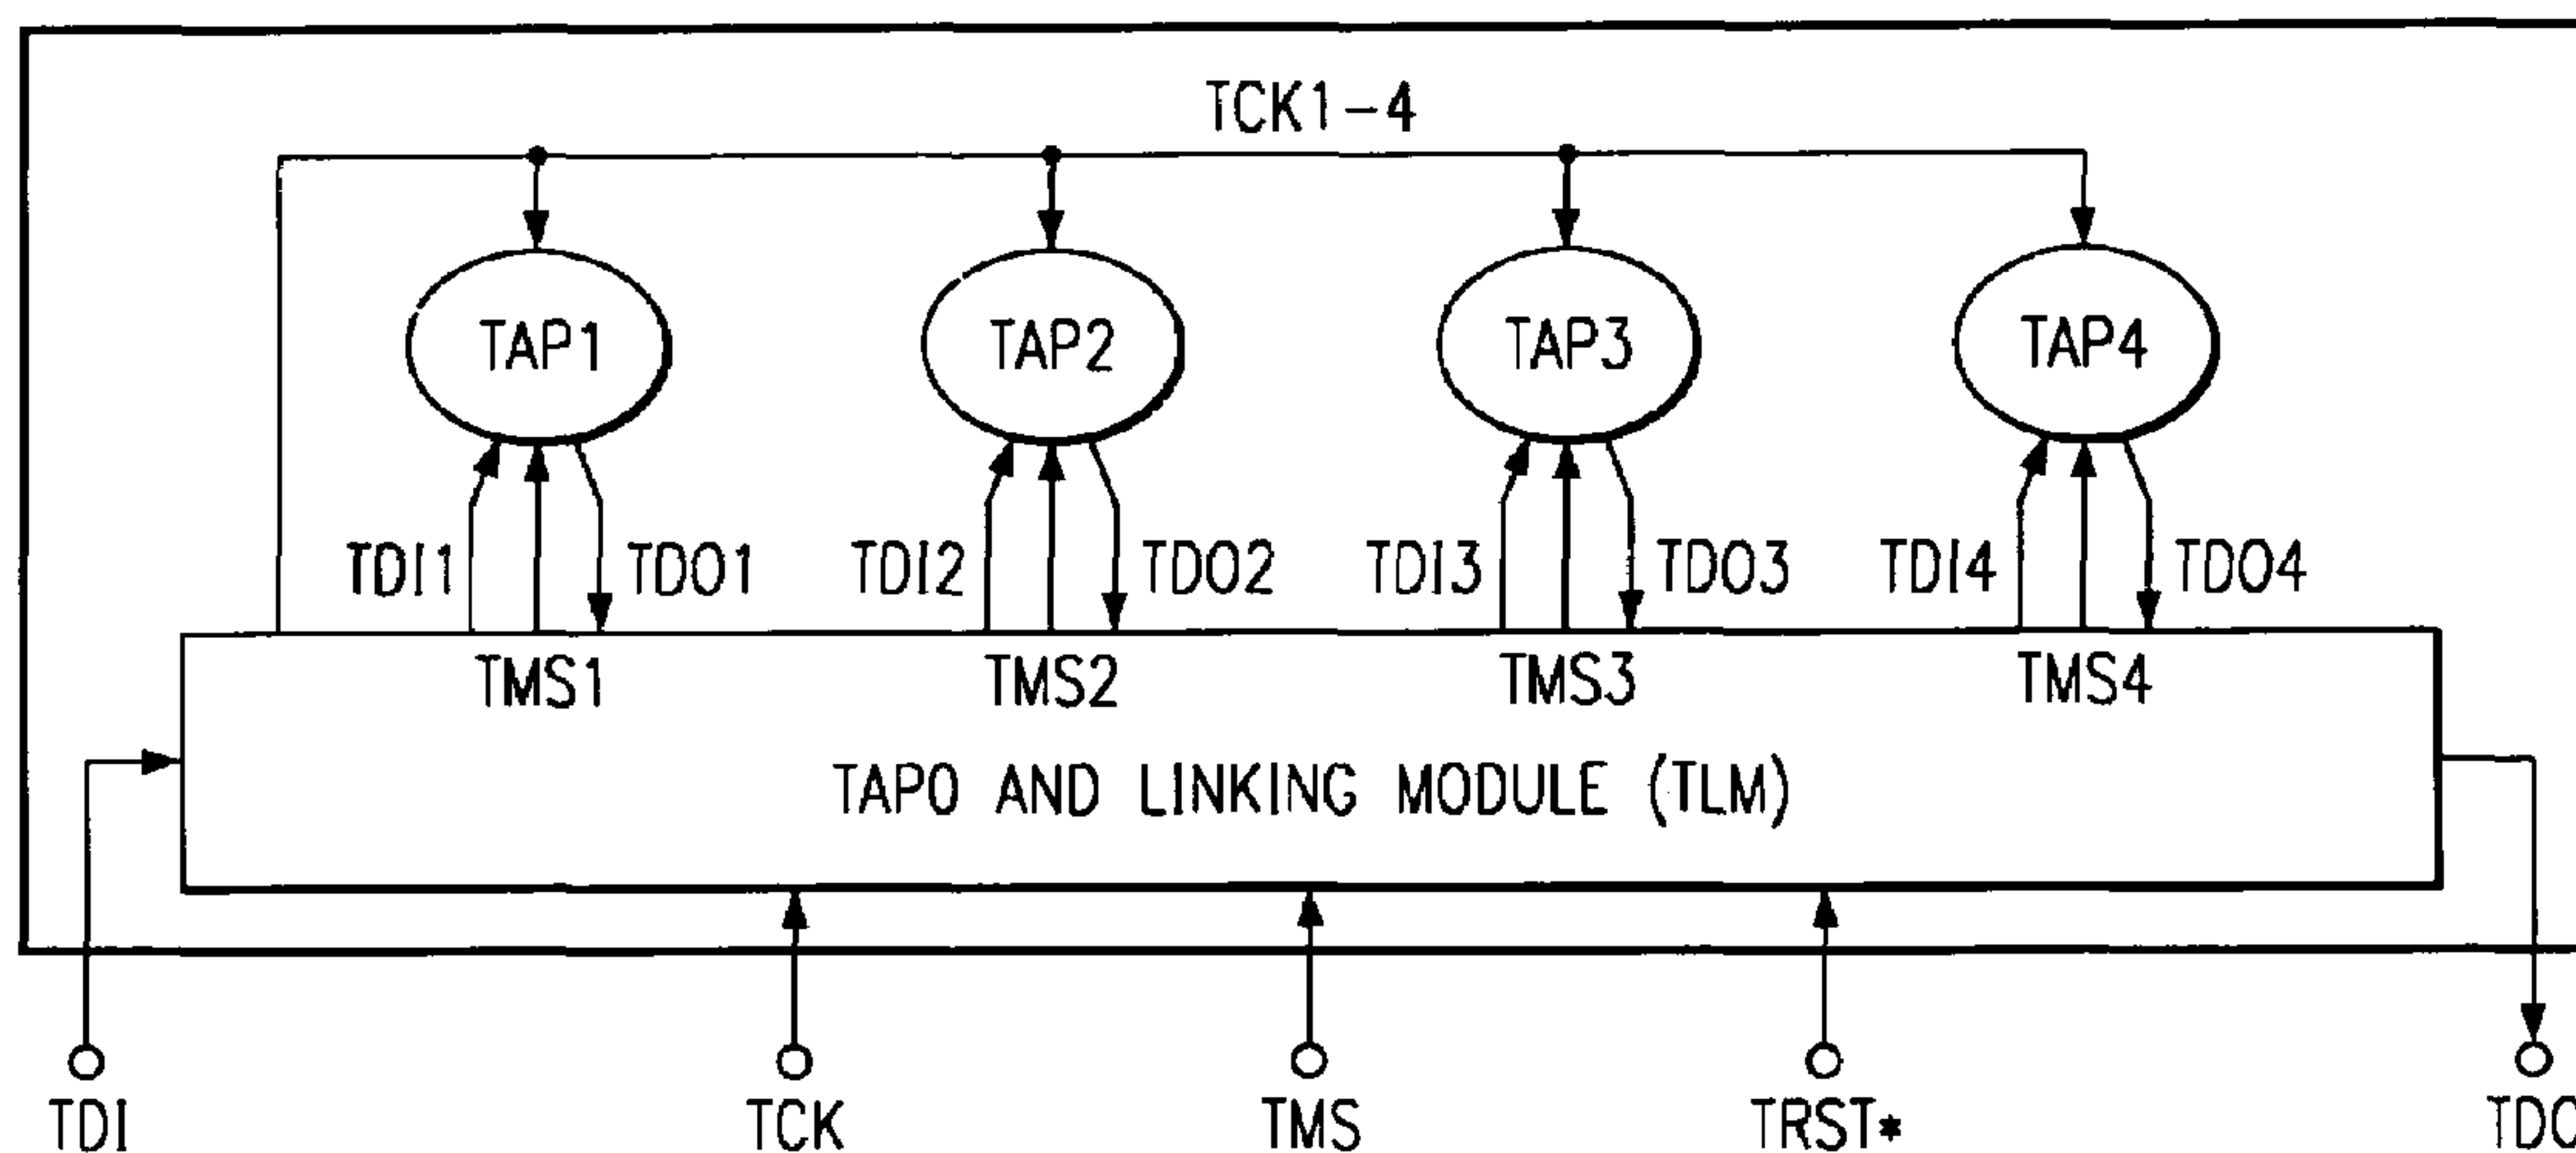 TCK1-4
TAP1 TAP2 TAP3 TAP4
TDI1 TDO1 TDI2 TDO2 TDI3 TDO3 TDI4 TDO4
TMS1 TMS2 TMS3 TMS4
TAP0 AND LINKING MODULE (TLM)
TDI TCK TMS TRST* TDO